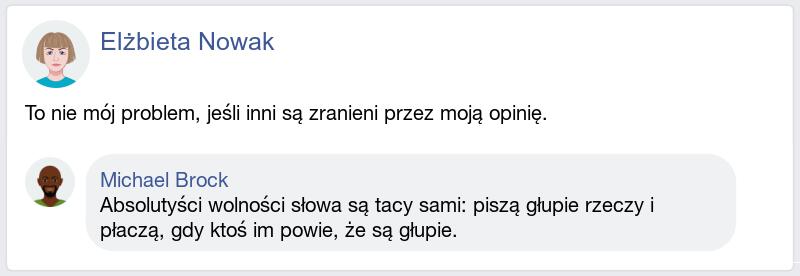 Elżbieta Nowak
To nie mój problem, jeśli inni są zranieni przez moją opinię.
Michael Brock
Absolutyści wolności słowa są tacy sami: piszą głupie rzeczy i
płaczą, gdy ktoś im powie, że są głupie.